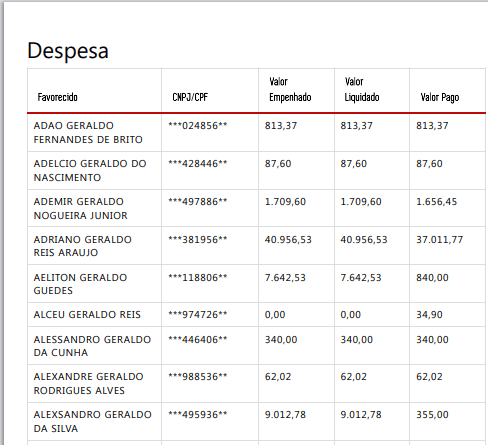 Despesa
Favorecido CNPJ/CPF Valor Empenhado Valor Liquidado Valor Pago
ADAO GERALDO FERNANDES DE BRITO ***024856** 813,37 813,37 813,37
ADELCIO GERALDO DO NASCIMENTO ***428446** 87,60 87,60 87,60
ADEMIR GERALDO NOGUEIRA JUNIOR ***497886** 1.709,60 1.709,60 1.656,45
ADRIANO GERALDO REIS ARAUJO ***381956** 40.956,53 40.956,53 37.011,77
AELITON GERALDO GUEDES ***118806** 7.642,53 7.642,53 840,00
ALCEU GERALDO REIS ***974726** 0,00 0,00 34,90
ALESSANDRO GERALDO DA CUNHA ***446406** 340,00 340,00 340,00
ALEXANDRE GERALDO RODRIGUES ALVES ***988536** 62,02 62,02 62,02
ALEXSANDRO GERALDO DA SILVA ***495936** 9.012,78 9.012,78 355,00